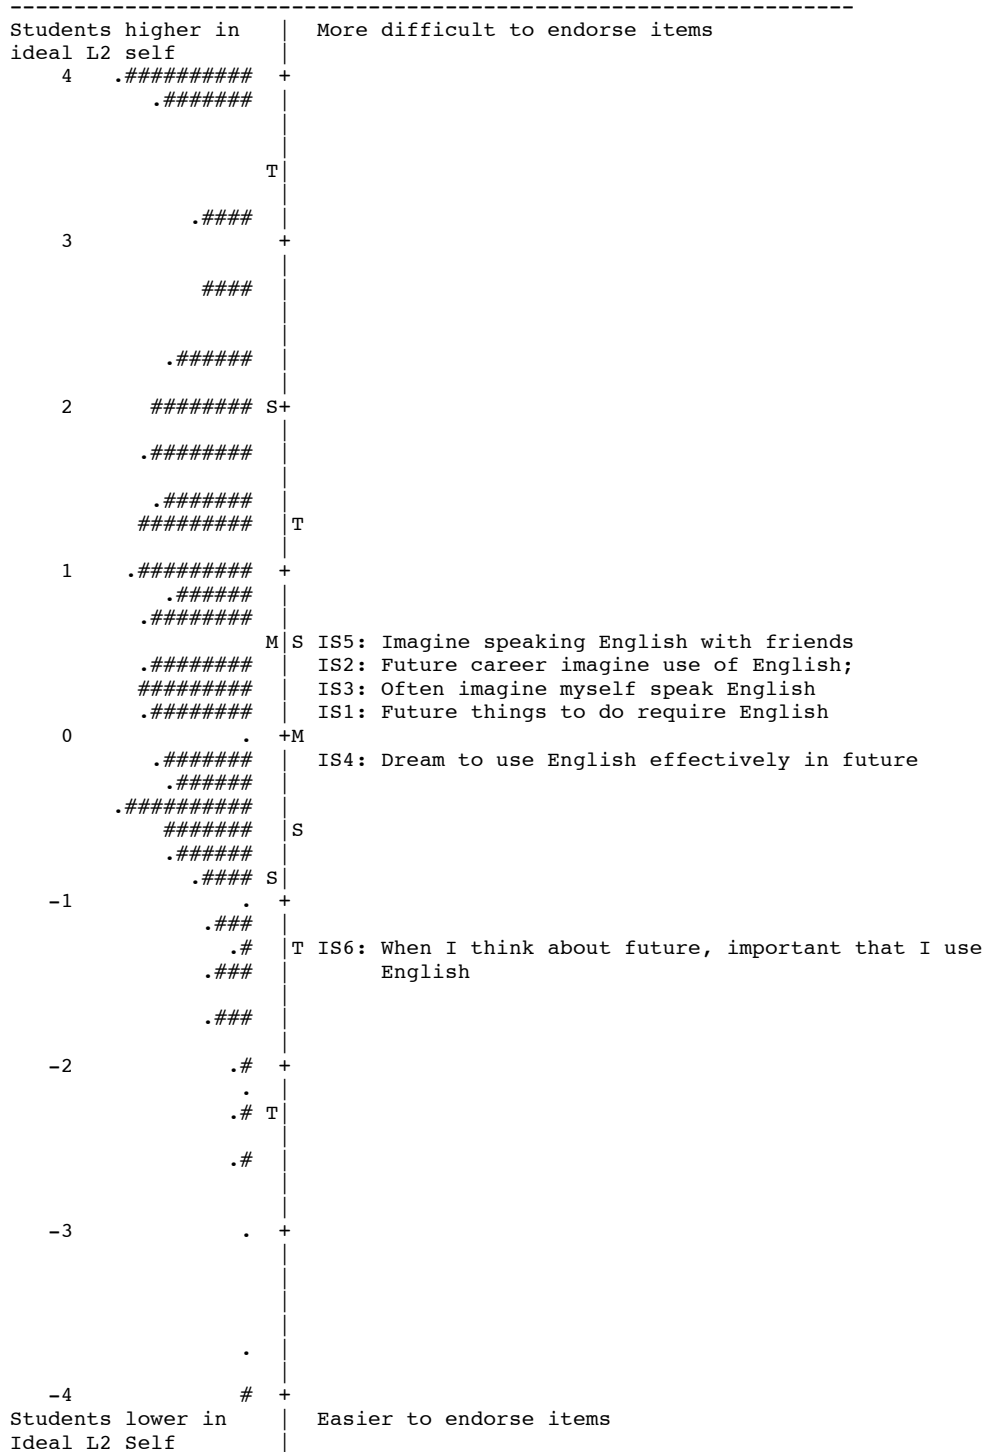 -----------------------------------------------------------------
Students higher in   |  More difficult to endorse items
ideal L2 self        |
    4   .##########  +
           .#######  |
                     |
                     |
                    T|
                     |
              .####  |
    3                +
                     |
               ####  |
                     |
                     |
            .######  |
                     |
    2      ######## S+
                     |
          .########  |
                     |
           .#######  |
          #########  |T
                     |
    1    .#########  +
            .######  |
          .########  |
                    M|S IS5: Imagine speaking English with friends
          .########  |  IS2: Future career imagine use of English;
          #########  |  IS3: Often imagine myself speak English
          .########  |  IS1: Future things to do require English
    0             .  +M
           .#######  |  IS4: Dream to use English effectively in future
            .######  |
        .##########  |
            #######  |S
            .######  |
              .#### S|
   -1             .  +
               .###  |
                 .#  |T IS6: When I think about future, important that I use
               .###  |       English
                     |
               .###  |
                     |
   -2            .#  +
                  .  |
                 .# T|
                     |
                 .#  |
                     |
                     |
   -3             .  +
                     |
                     |
                     |
                     |
                  .  |
                     |
   -4             #  +
Students lower in    |  Easier to endorse items
Ideal L2 Self        |